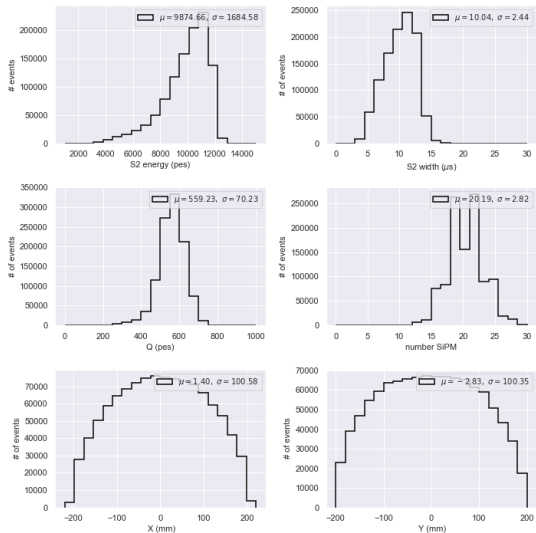 μ=9874.66, σ=1684.58
200000
150000
100000
50000
0
# of events
2000 4000 6000 8000 10000 12000 14000
S2 energy (pes)
μ=10.04, σ=2.44
250000
200000
150000
100000
50000
0
# of events
0 5 10 15 20 25 30
S2 width (μs)
μ=559.23, σ=70.23
350000
300000
250000
200000
150000
100000
50000
0
# of events
0 200 400 600 800 1000
Q (pes)
μ=20.19, σ=2.82
250000
200000
150000
100000
50000
0
# of events
0 5 10 15 20 25 30
number SiPM
μ=1.40, σ=100.58
70000
60000
50000
40000
30000
20000
10000
0
# of events
−200 −100 0 100 200
X (mm)
μ=−2.83, σ=100.35
70000
60000
50000
40000
30000
20000
10000
0
# of events
−200 −100 0 100 200
Y (mm)